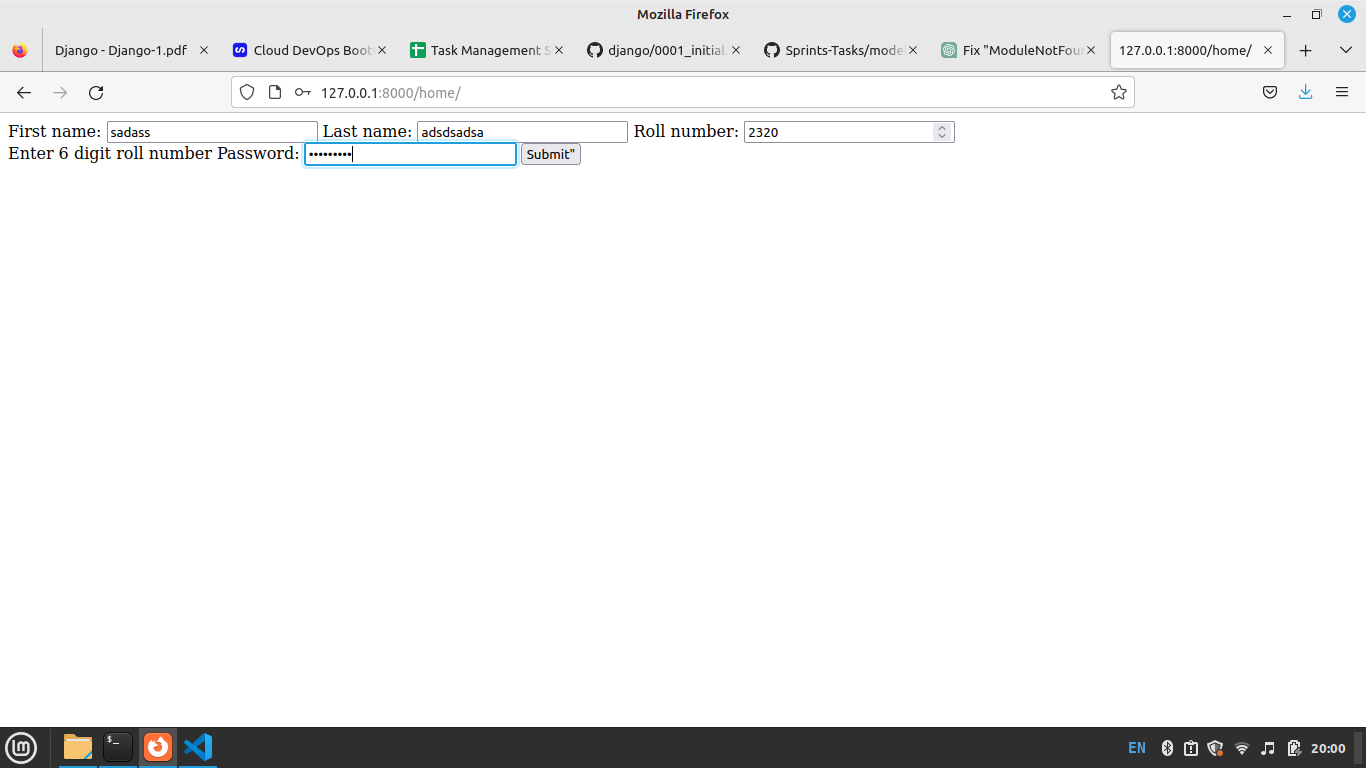 Mozilla Firefox
Django - Django-1.pdf
Cloud DevOps Boot
Task Management S
django/0001_initial.
Sprints-Tasks/mode
Fix "ModuleNotFou
127.0.0.1:8000/home/
127.0.0.1:8000/home/
First name: sadass Last name: adsdsadsa Roll number: 2320
Enter 6 digit roll number Password: ••••••••• Submit"
$_
EN
20:00